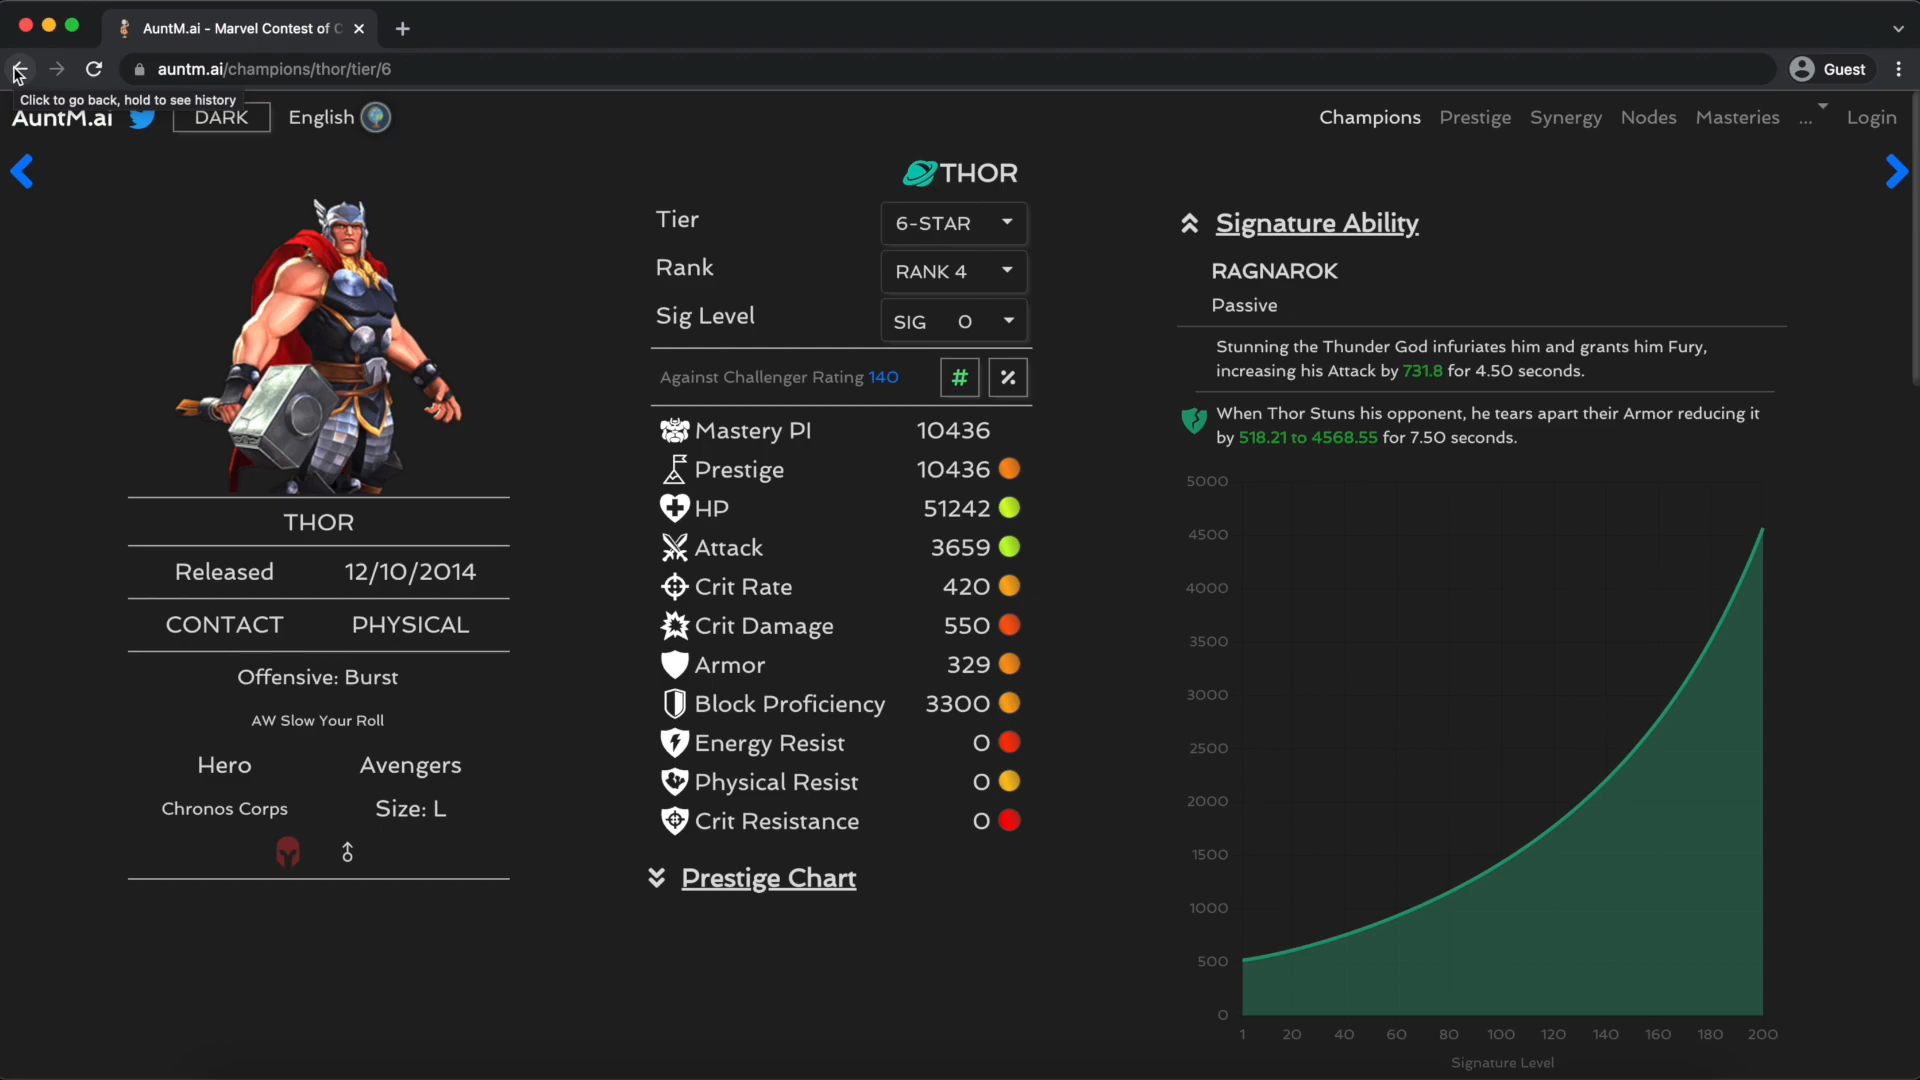 AuntM.ai - Marvel Contest of C
auntm.ai/champions/thor/tier/6
Guest
Click to go back, hold to see history
AuntM.ai
DARK
English
Champions
Prestige
Synergy
Nodes
Masteries
...
Login
THOR
Released 12/10/2014
CONTACT PHYSICAL
Offensive: Burst
AW Slow Your Roll
Hero Avengers
Chronos Corps Size: L
THOR
Tier 6-STAR
Rank RANK 4
Sig Level SIG 0
Against Challenger Rating 140 # %
Mastery PI 10436
Prestige 10436
HP 51242
Attack 3659
Crit Rate 420
Crit Damage 550
Armor 329
Block Proficiency 3300
Energy Resist 0
Physical Resist 0
Crit Resistance 0
Prestige Chart
Signature Ability
RAGNAROK
Passive
Stunning the Thunder God infuriates him and grants him Fury,
increasing his Attack by 731.8 for 4.50 seconds.
When Thor Stuns his opponent, he tears apart their Armor reducing it
by 518.21 to 4568.55 for 7.50 seconds.
5000
4500
4000
3500
3000
2500
2000
1500
1000
500
0
1 20 40 60 80 100 120 140 160 180 200
Signature Level